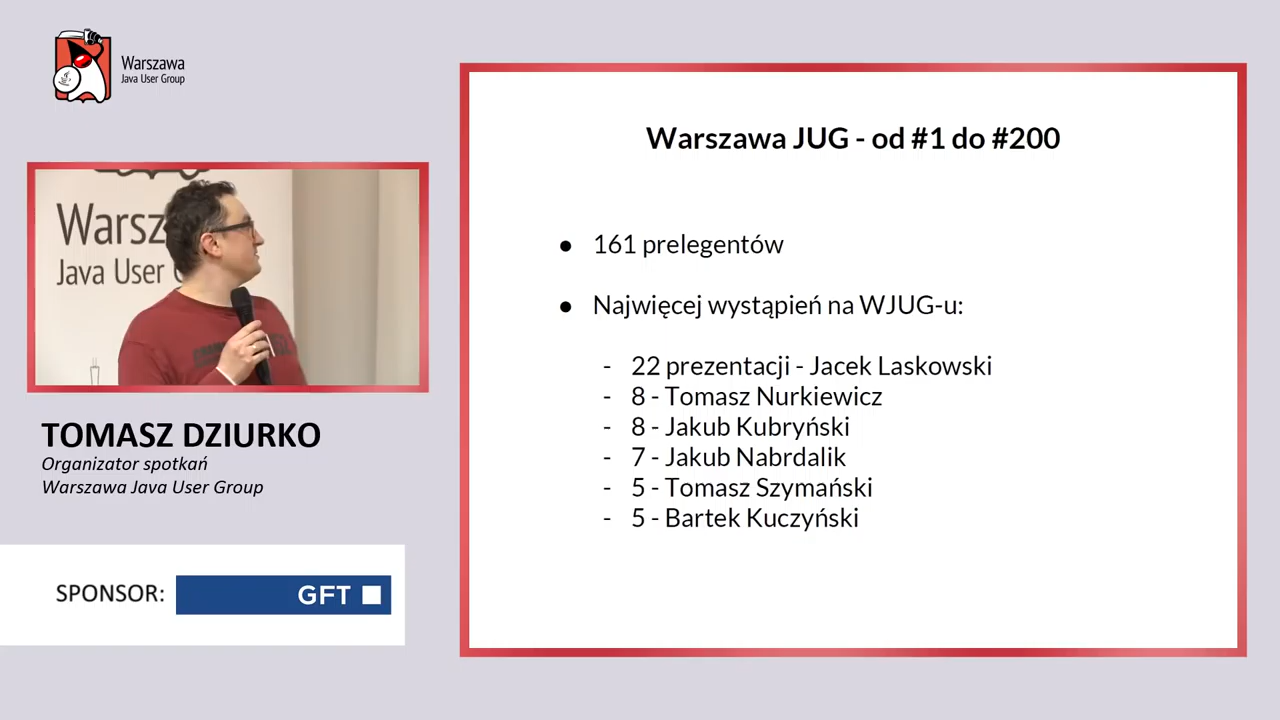 Warszawa
Java User Group
Warsz
Java User
TOMASZ DZIURKO
Organizator spotkań
Warszawa Java User Group
SPONSOR:
GFT
Warszawa JUG - od #1 do #200
● 161 prelegentów
● Najwięcej wystąpień na WJUG-u:
- 22 prezentacji - Jacek Laskowski
- 8 - Tomasz Nurkiewicz
- 8 - Jakub Kubryński
- 7 - Jakub Nabrdalik
- 5 - Tomasz Szymański
- 5 - Bartek Kuczyński